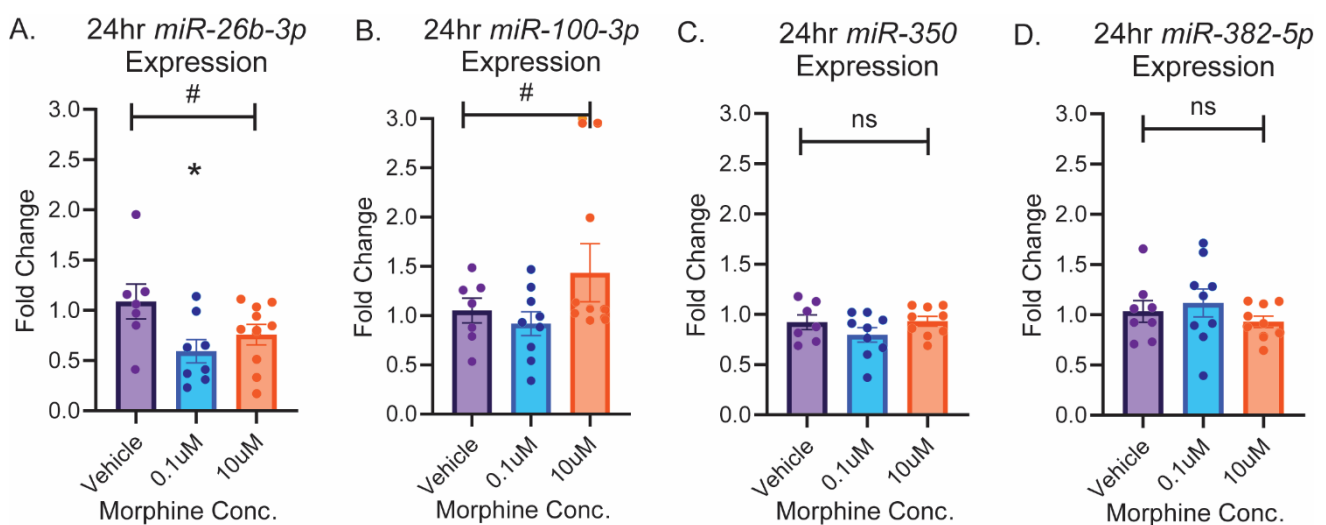 A. 24hr miR-26b-3p
Expression
#
3.0
2.5
2.0
1.5
1.0
0.5
0.0
*
Fold Change
Vehicle
0.1uM
10uM
Morphine Conc.
B. 24hr miR-100-3p
Expression
#
3.0
2.5
2.0
1.5
1.0
0.5
0.0
Fold Change
Vehicle
0.1uM
10uM
Morphine Conc.
C. 24hr miR-350
Expression
ns
3.0
2.5
2.0
1.5
1.0
0.5
0.0
Fold Change
Vehicle
0.1uM
10uM
Morphine Conc.
D. 24hr miR-382-5p
Expression
ns
3.0
2.5
2.0
1.5
1.0
0.5
0.0
Fold Change
Vehicle
0.1uM
10uM
Morphine Conc.